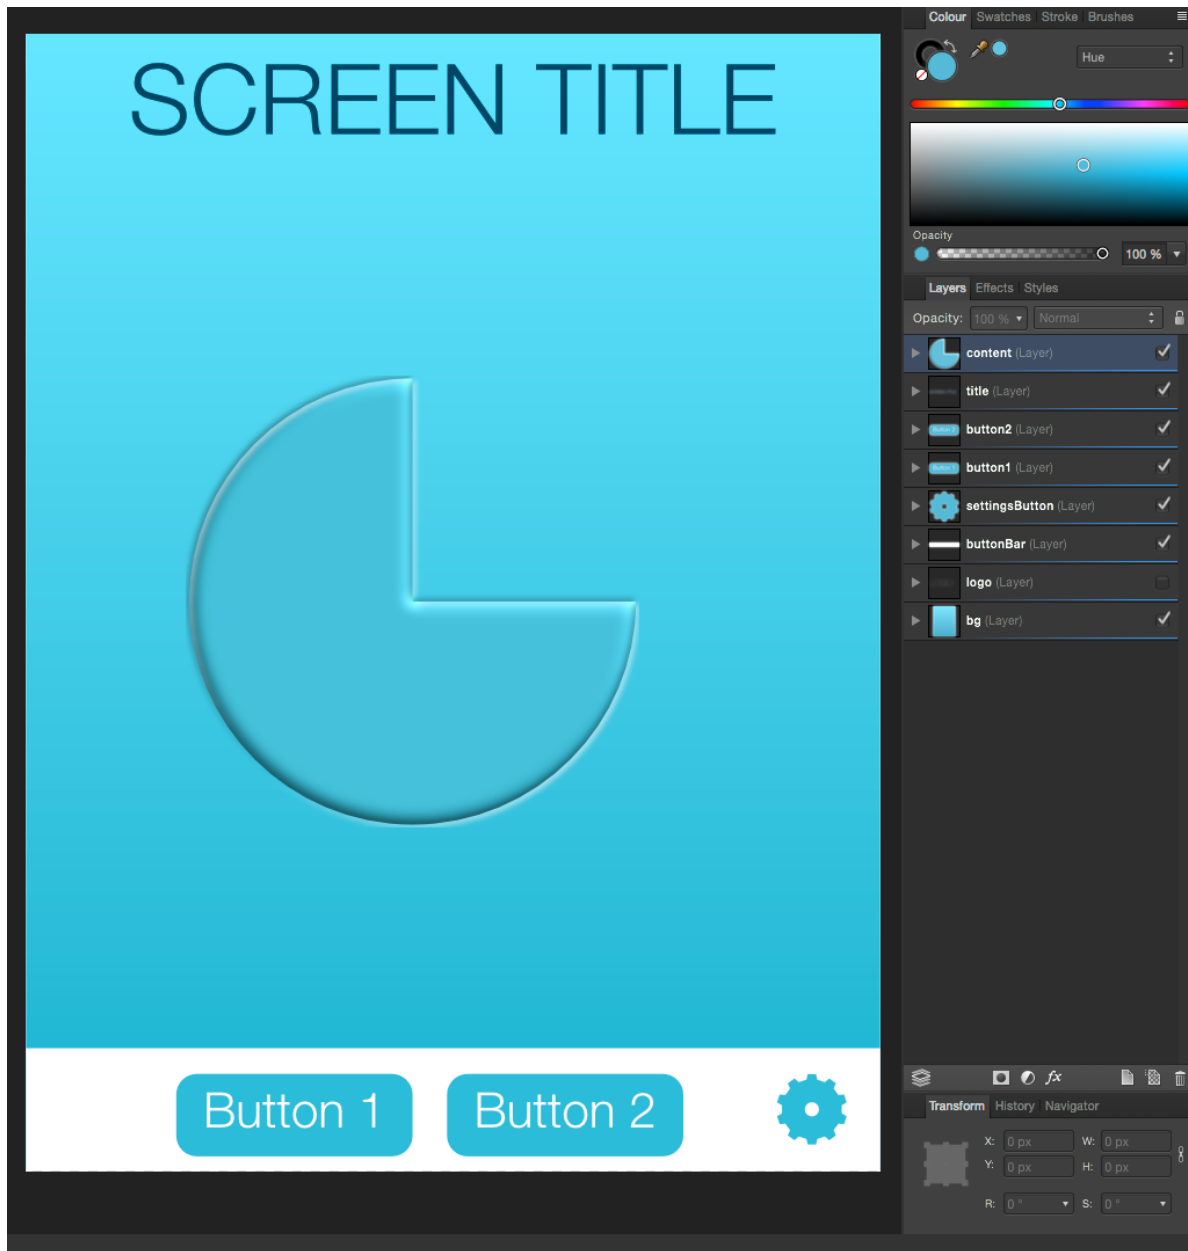 SCREEN TITLE
Button 1
Button 2
Colour Swatches Stroke Brushes
Hue
Opacity
100 %
Layers Effects Styles
Opacity: 100 % Normal
content (Layer)
title (Layer)
button2 (Layer)
button1 (Layer)
settingsButton (Layer)
buttonBar (Layer)
logo (Layer)
bg (Layer)
fx
Transform History Navigator
X: 0 px W: 0 px
Y: 0 px H: 0 px
R: 0 ° S: 0 °